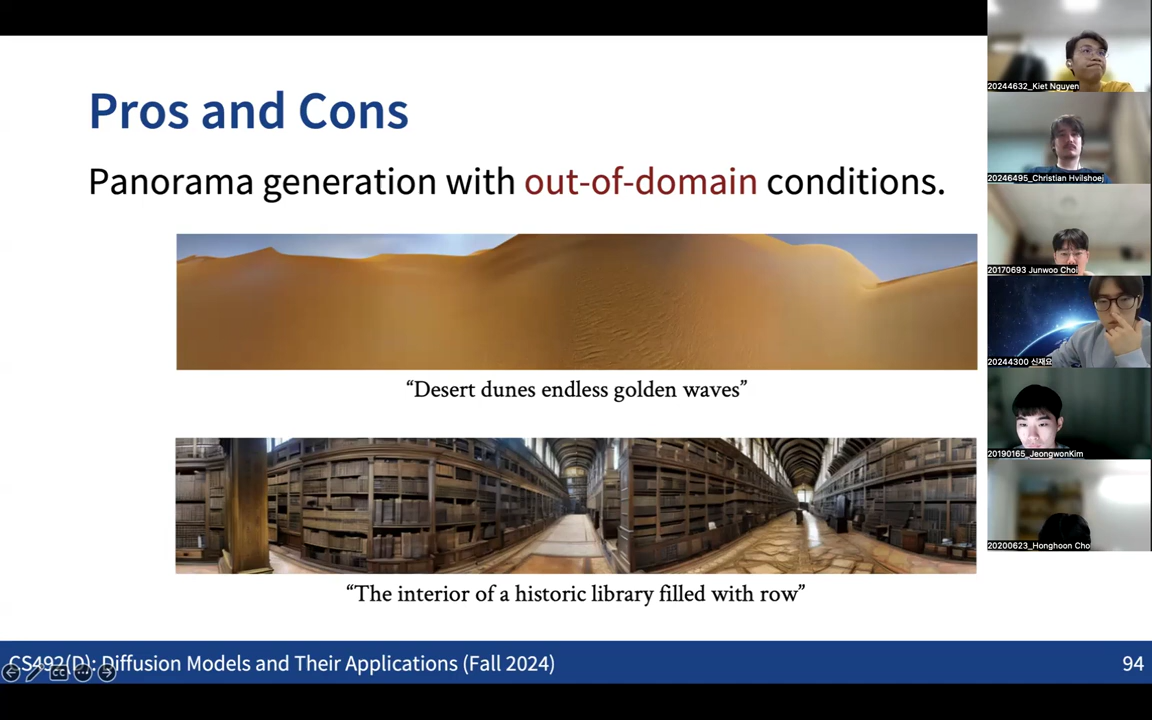 Pros and Cons
Panorama generation with out-of-domain conditions.
“Desert dunes endless golden waves”
“The interior of a historic library filled with row”
CS492(D): Diffusion Models and Their Applications (Fall 2024)
94
20244632_Kiet Nguyen
20246495_Christian Hvilshoej
20170693 Junwoo Choi
20244300 신재요
20190165_JeongwonKim
20200623_Honghoon Cho
CC